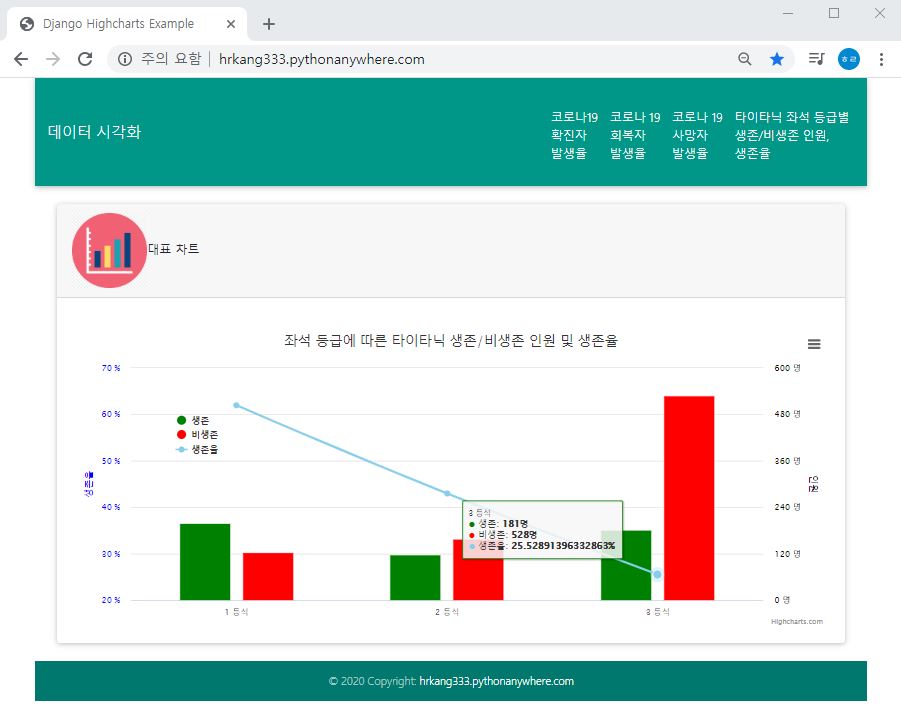 Django Highcharts Example
주의 요함 | hrkang333.pythonanywhere.com
데이터 시각화
코로나19
확진자
발생율
코로나 19
회복자
발생율
코로나 19
사망자
발생율
타이타닉 좌석 등급별
생존/비생존 인원,
생존율
대표 차트
좌석 등급에 따른 타이타닉 생존/비생존 인원 및 생존율
70 %
60 %
50 %
40 %
30 %
20 %
생존율
생존
비생존
생존율
3 등석
생존: 181명
비생존: 528명
생존율: 25.52891396332863%
600 명
480 명
360 명
240 명
120 명
0 명
인원
1 등석
2 등석
3 등석
Highcharts.com
© 2020 Copyright: hrkang333.pythonanywhere.com